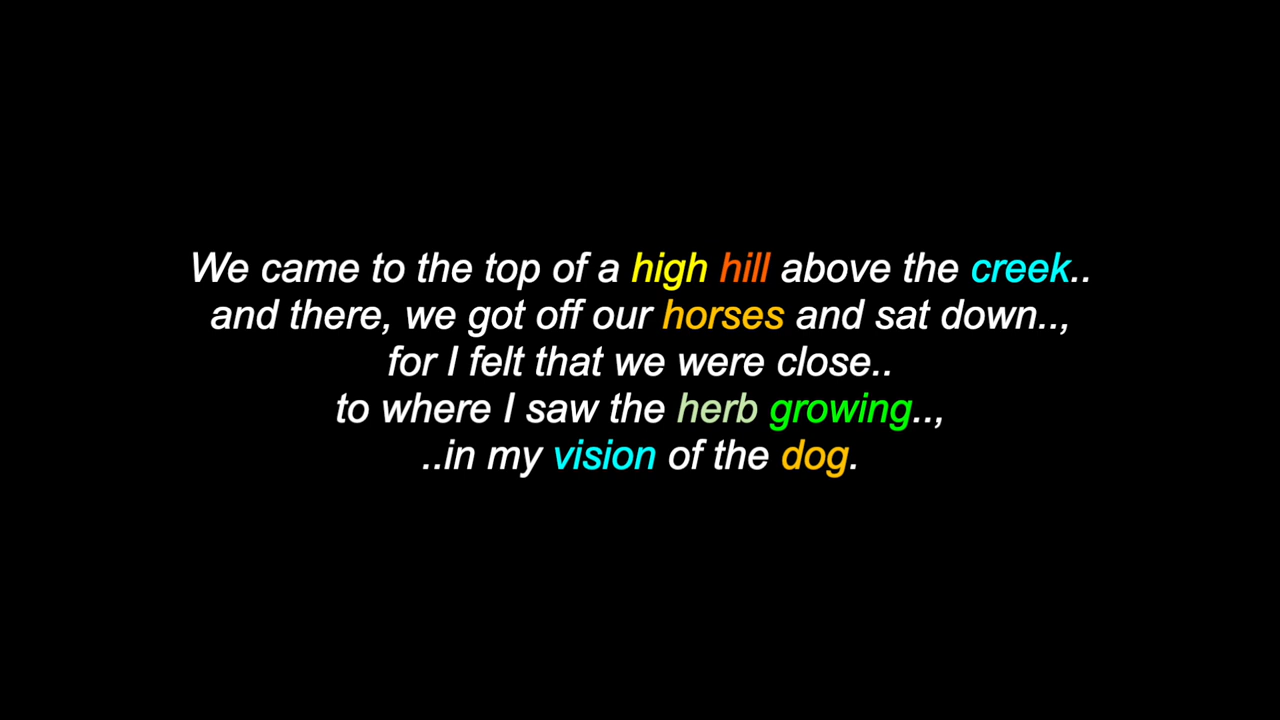 We came to the top of a high hill above the creek..
and there, we got off our horses and sat down..,
for I felt that we were close..
to where I saw the herb growing..,
..in my vision of the dog.